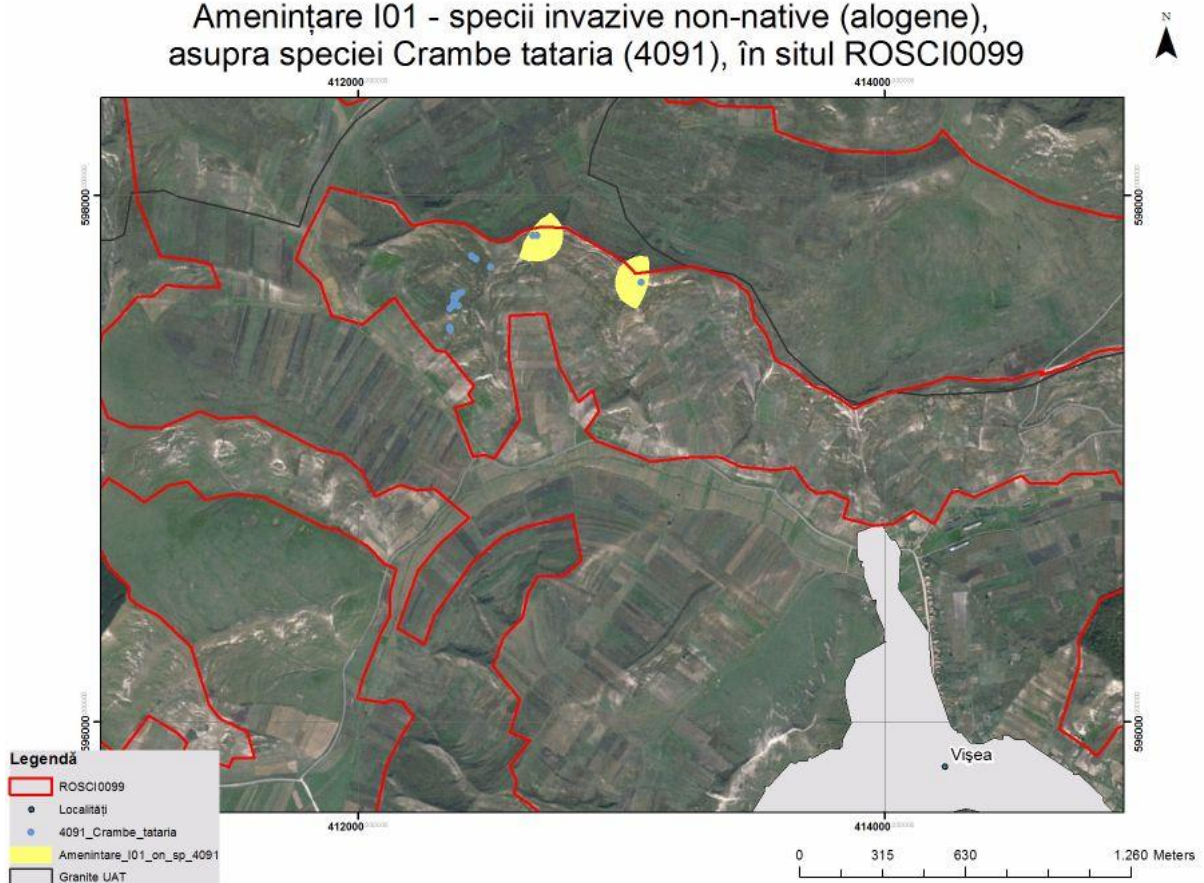 Amenințare I01 - specii invazive non-native (alogene),
asupra speciei Crambe tataria (4091), în situl ROSCI0099
N
412000
414000
598000
598000
596000
596000
Vișea
Legendă
ROSCI0099
Localități
4091_Crambe_tataria
Amenintare_I01_on_sp_4091
Granite UAT
412000
414000
0 315 630 1.260 Meters